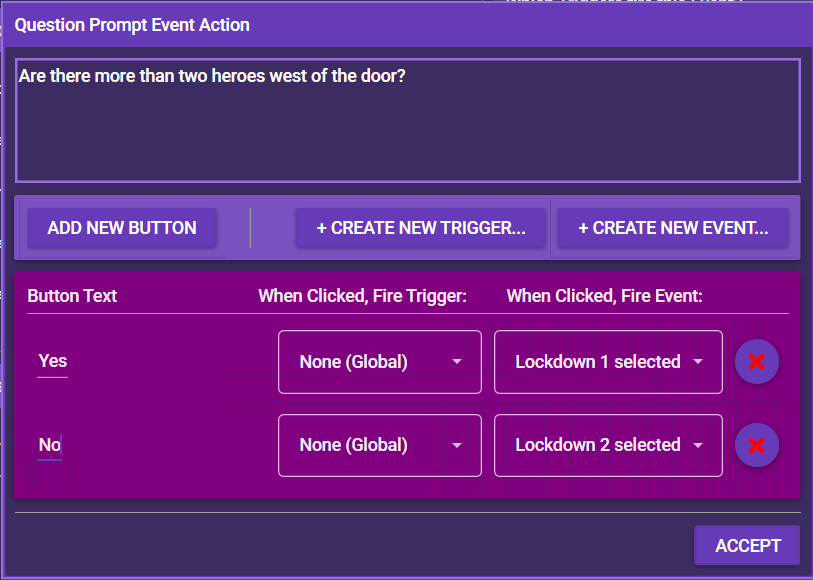 Question Prompt Event Action
Are there more than two heroes west of the door?
ADD NEW BUTTON
+ CREATE NEW TRIGGER...
+ CREATE NEW EVENT...
Button Text
When Clicked, Fire Trigger:
When Clicked, Fire Event:
Yes
None (Global)
Lockdown 1 selected
No
None (Global)
Lockdown 2 selected
ACCEPT